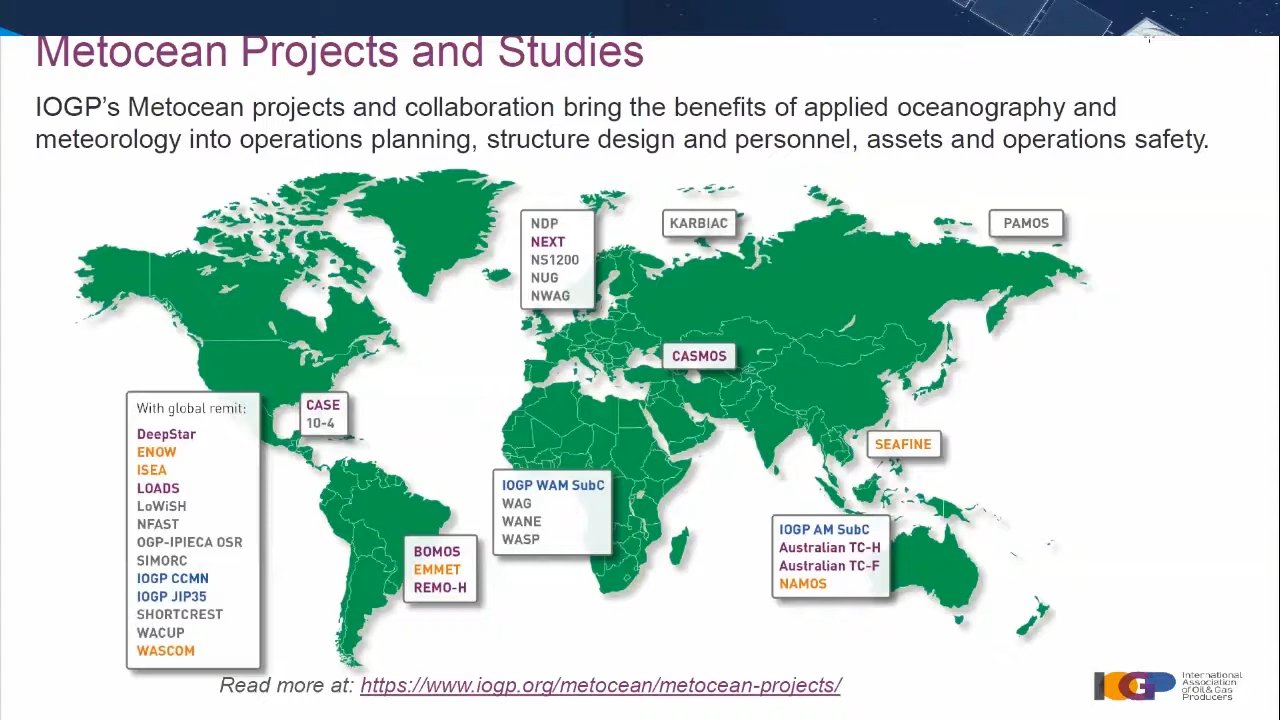 Metocean Projects and Studies
IOGP's Metocean projects and collaboration bring the benefits of applied oceanography and
meteorology into operations planning, structure design and personnel, assets and operations safety.
NDP
NEXT
NS1200
NUG
NWAG
KARBIAC
PAMOS
CASMOS
With global remit:
DeepStar
ENOW
ISEA
LOADS
LoWiSH
NFAST
OGP-IPIECA OSR
SIMORC
IOGP CCMN
IOGP JIP35
SHORTCREST
WACUP
WASCOM
CASE
10-4
SEAFINE
IOGP WAM SubC
WAG
WANE
WASP
BOMOS
EMMET
REMO-H
IOGP AM SubC
Australian TC-H
Australian TC-F
NAMOS
Read more at: https://www.iogp.org/metocean/metocean-projects/
IOGP
International
Association
of Oil & Gas
Producers